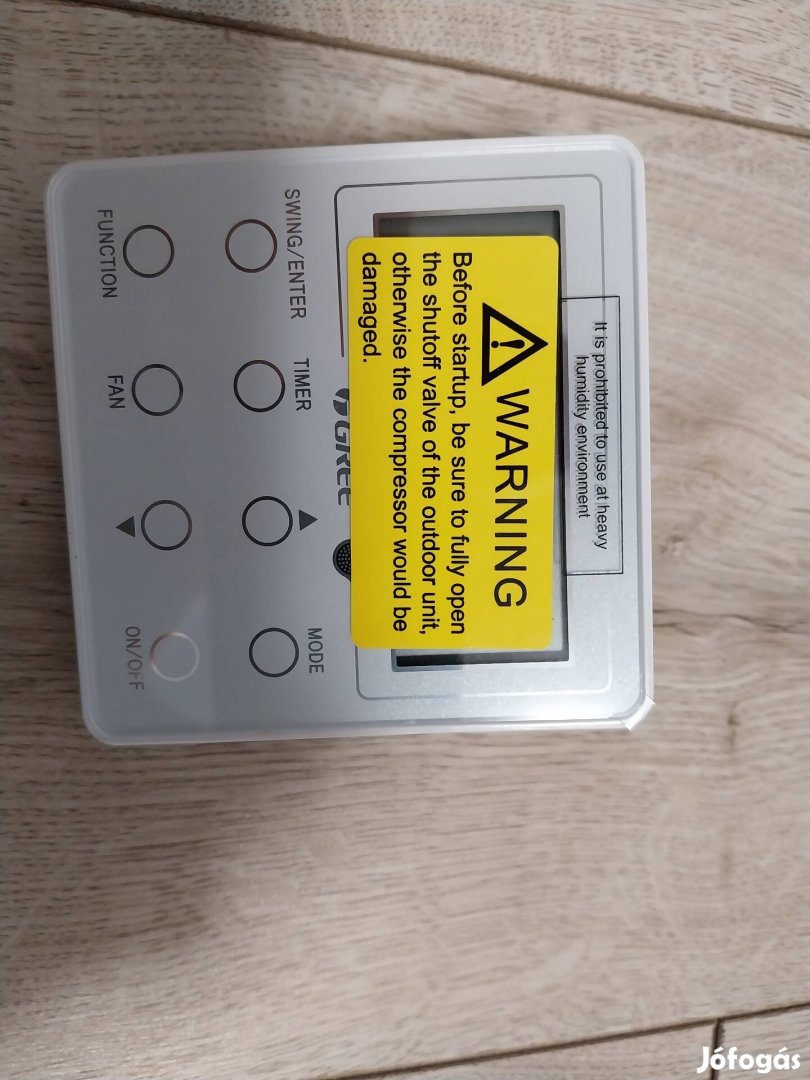 It is prohibited to use at heavy
humidity environment
WARNING
Before startup, be sure to fully open
the shutoff valve of the outdoor unit,
otherwise the compressor would be
damaged.
GREE
SWING/ENTER TIMER MODE
FUNCTION FAN ON/OFF
Jófogás